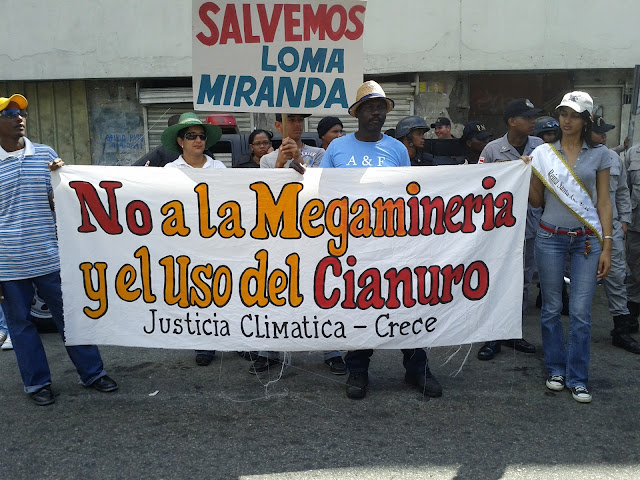 SALVEMOS
LOMA
MIRANDA
A & F
No a la Megamineria
y el Uso del Cianuro
Justicia Climatica - Crece